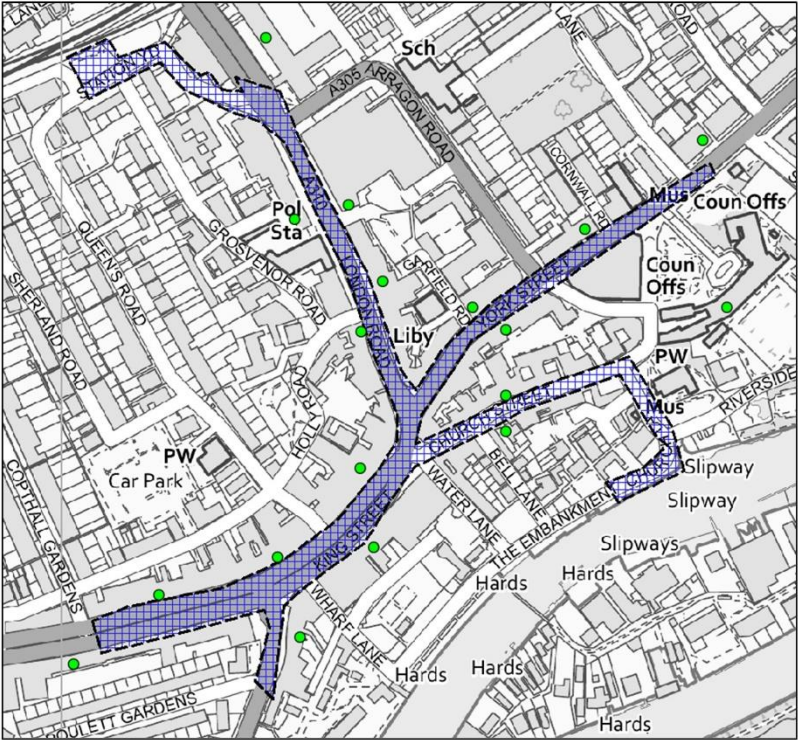 LANE
STATION RD
Sch
LANE
ROAD
A305 ARRAGON ROAD
CORNWALL RD
Mus
Coun Offs
A310
Pol
Sta
GROSVENOR ROAD
QUEEN'S ROAD
SHERLAND ROAD
LONDON ROAD
GARFIELD RD
YORK STREET
Coun
Offs
Liby
PW
HOLLY ROAD
Mus
RIVERSIDE
CHURCH STREET
CHURCH
PW
Car Park
BELL LANE
WATER LANE
Slipway
Slipway
COPTHALL GARDENS
KING STREET
THE EMBANKMEN
Slipways
Hards
Hards
WHARF LANE
Hards
Hards
POULETT GARDENS
Hards